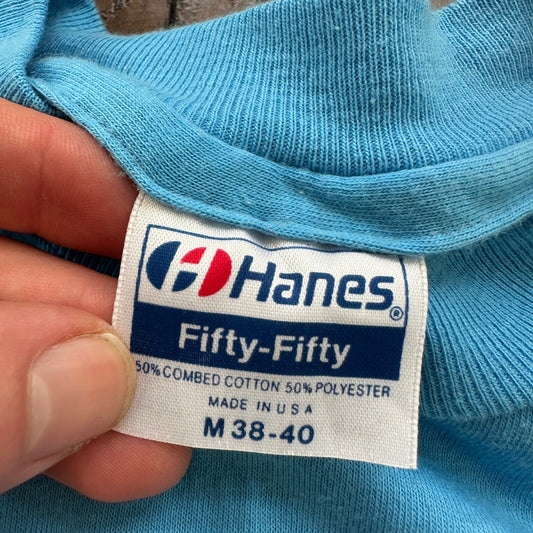 Hanes®
Fifty-Fifty
50% COMBED COTTON 50% POLYESTER
MADE IN USA
M 38-40